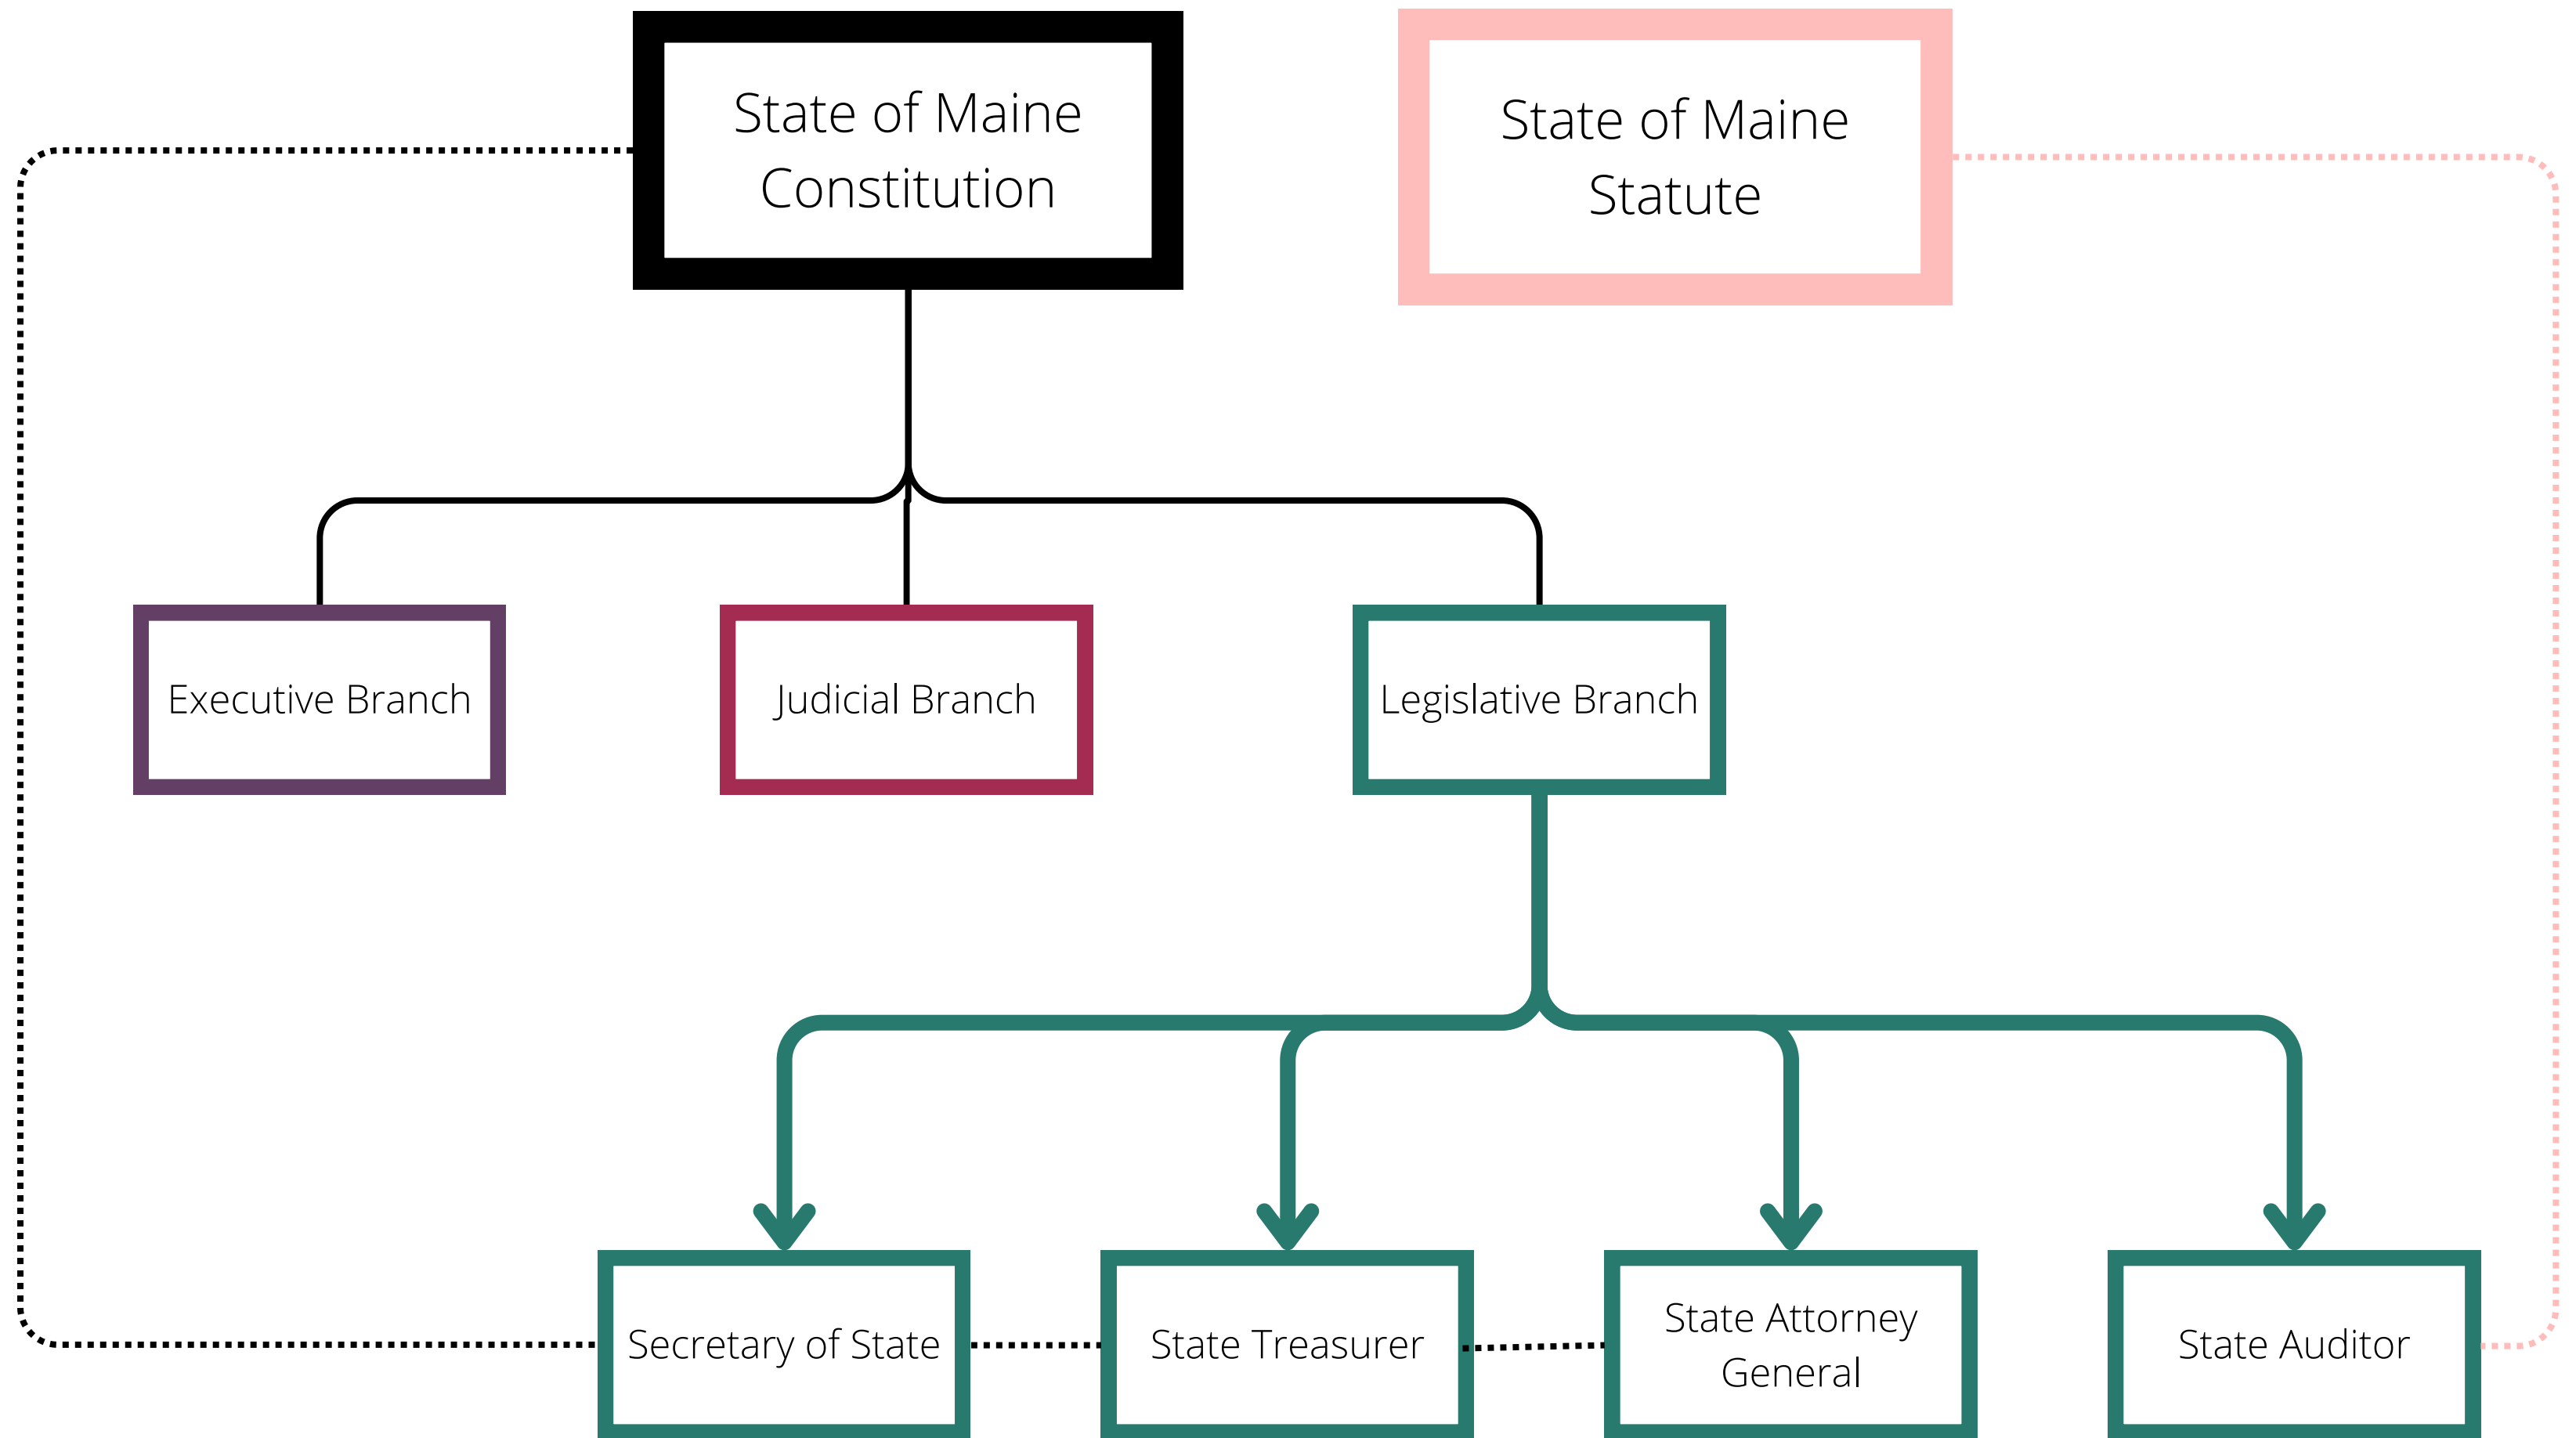 State of Maine
Constitution
State of Maine
Statute
Executive Branch
Judicial Branch
Legislative Branch
Secretary of State
State Treasurer
State Attorney
General
State Auditor